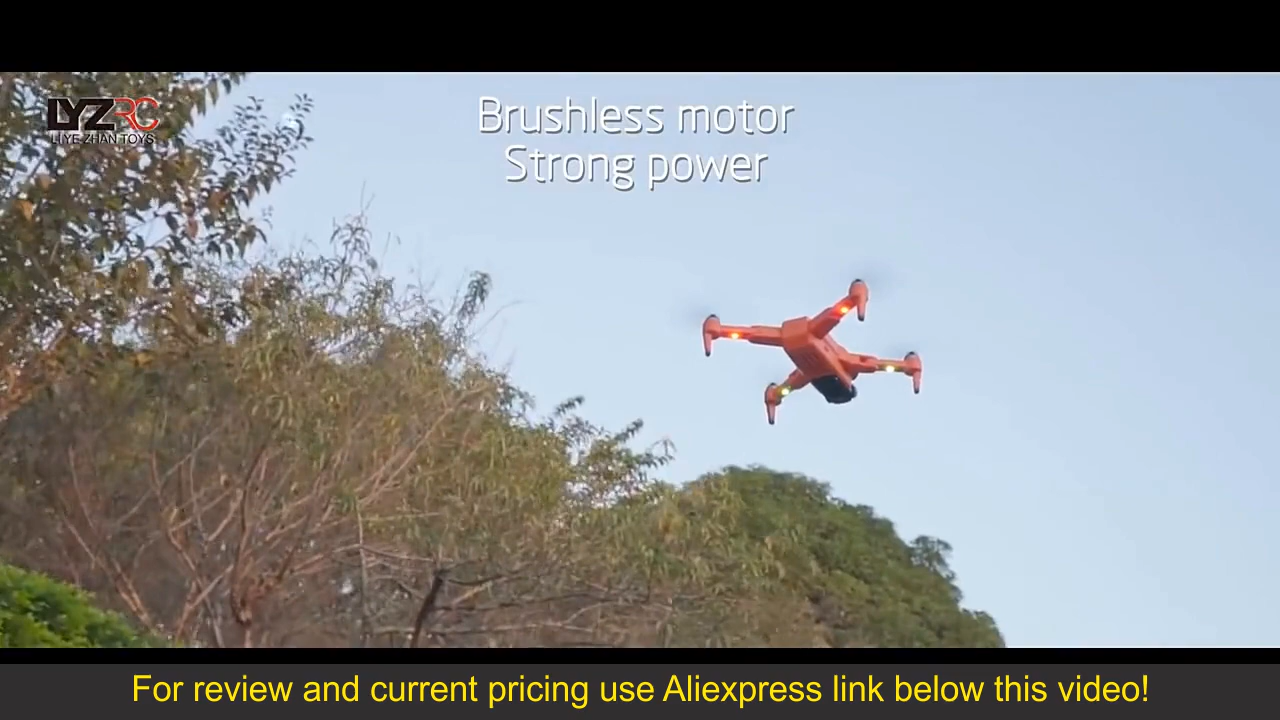 LYZRC
LIYE ZHAN TOYS
Brushless motor
Strong power
For review and current pricing use Aliexpress link below this video!